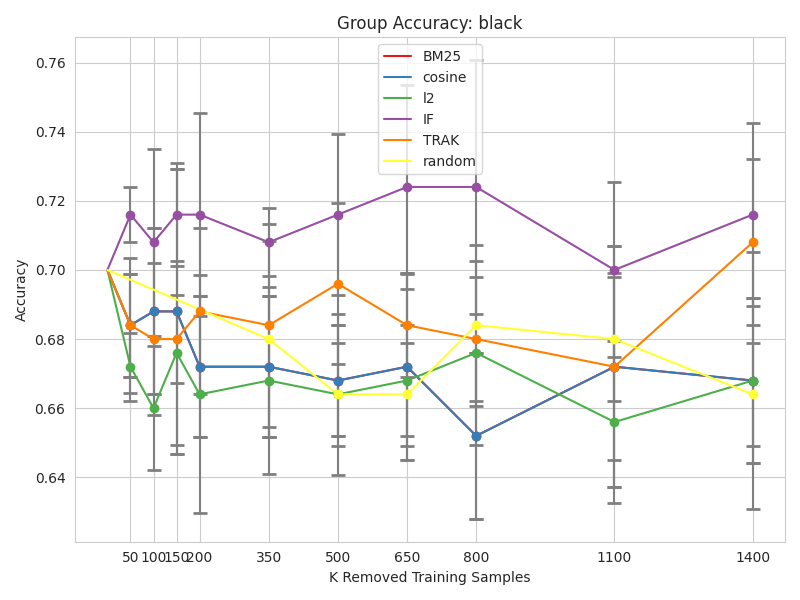 Group Accuracy: black
BM25
cosine
l2
IF
TRAK
random
Accuracy
0.76
0.74
0.72
0.70
0.68
0.66
0.64
50 100 150 200 350 500 650 800 1100 1400
K Removed Training Samples